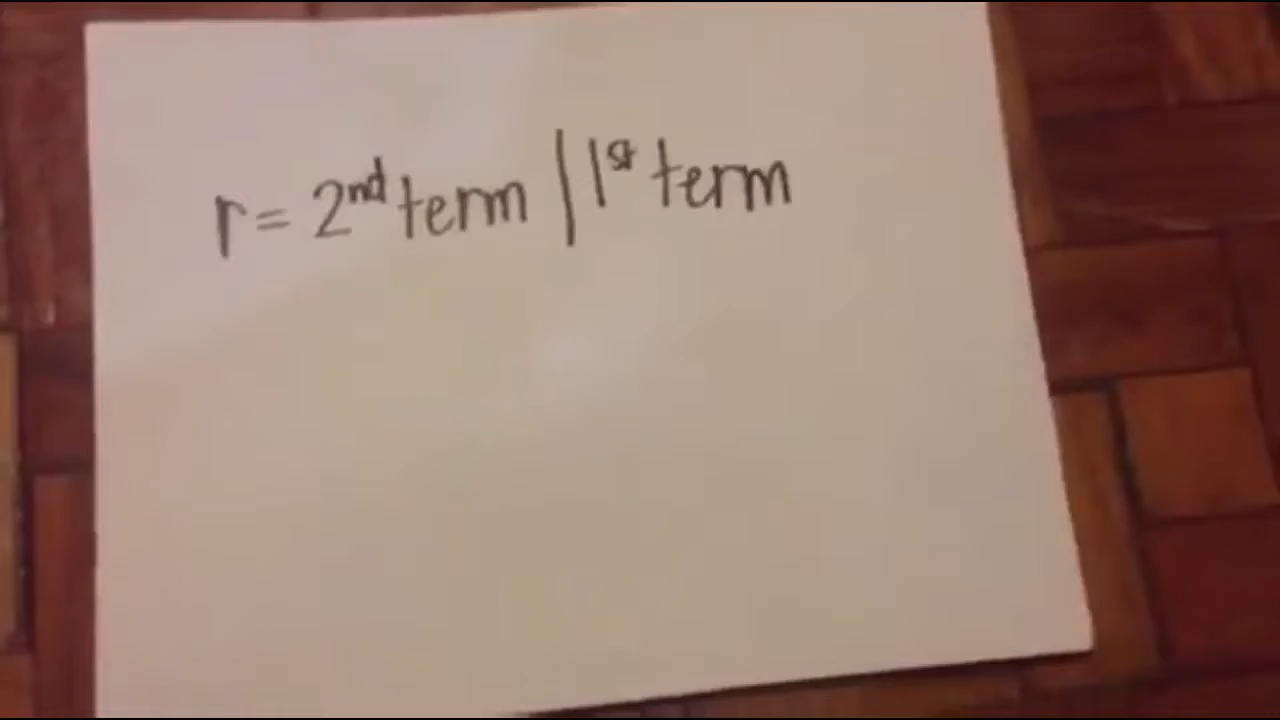 r = 2nd term | 1st term